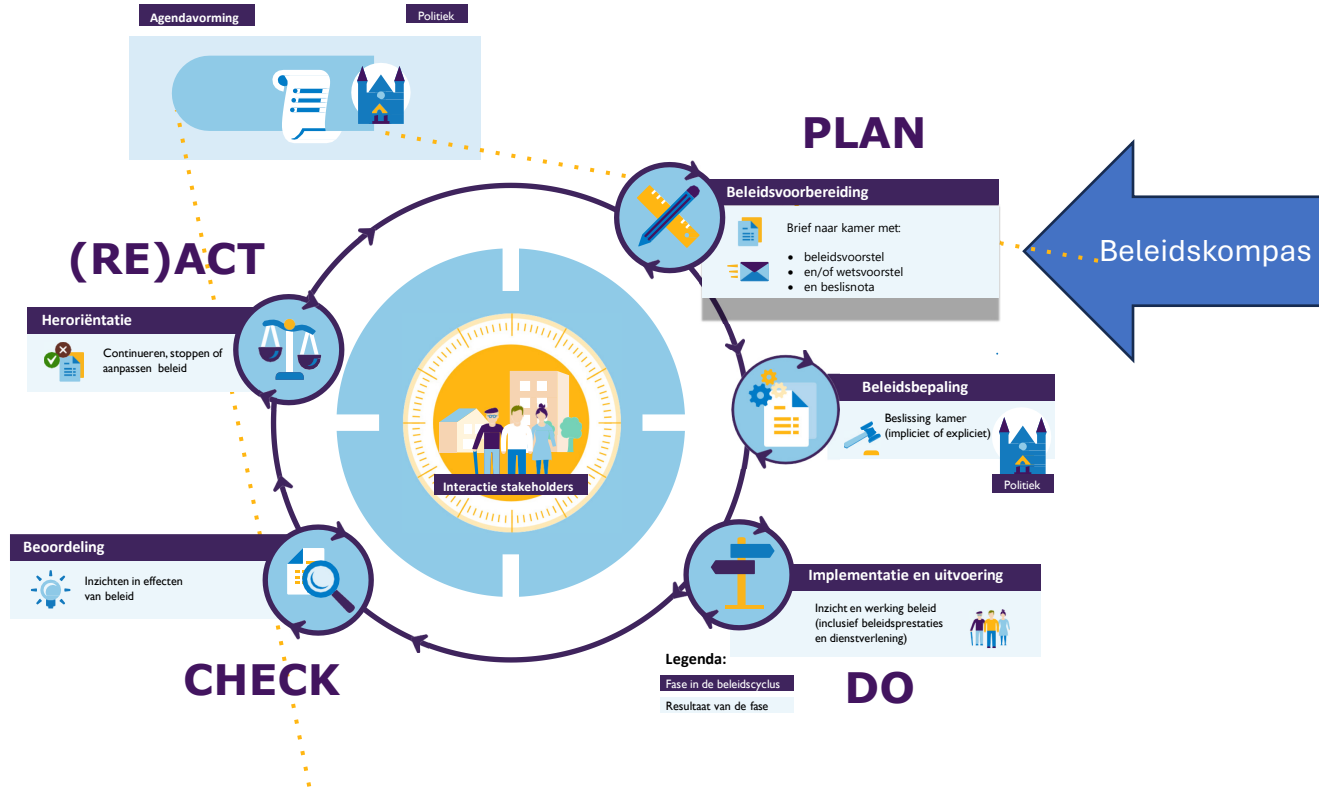 Agendavorming
Politiek
PLAN
Beleidsvoorbereiding
Brief naar kamer met:
• beleidsvoorstel
• en/of wetsvoorstel
• en beslisnota
Beleidskompas
(RE)ACT
Heroriëntatie
Continueren, stoppen of
aanpassen beleid
Beleidsbepaling
Beslissing kamer
(impliciet of expliciet)
Politiek
Interactie stakeholders
Beoordeling
Inzichten in effecten
van beleid
Implementatie en uitvoering
Inzicht en werking beleid
(inclusief beleidsprestaties
en dienstverlening)
CHECK
Legenda:
Fase in de beleidscyclus
Resultaat van de fase
DO